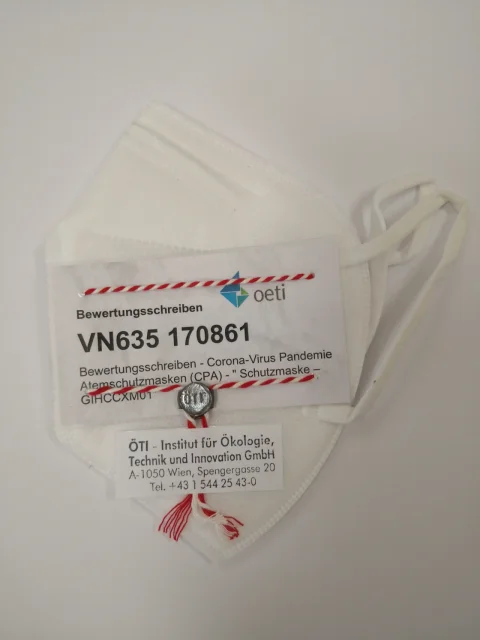 oeti
Bewertungsschreiben
VN635 170861
Bewertungsschreiben - Corona-Virus Pandemie
Atemschutzmasken (CPA) - " Schutzmaske –
GIHCCXM01
ÖTI
ÖTI - Institut für Ökologie,
Technik und Innovation GmbH
A-1050 Wien, Spengergasse 20
Tel. +43 1 544 25 43-0